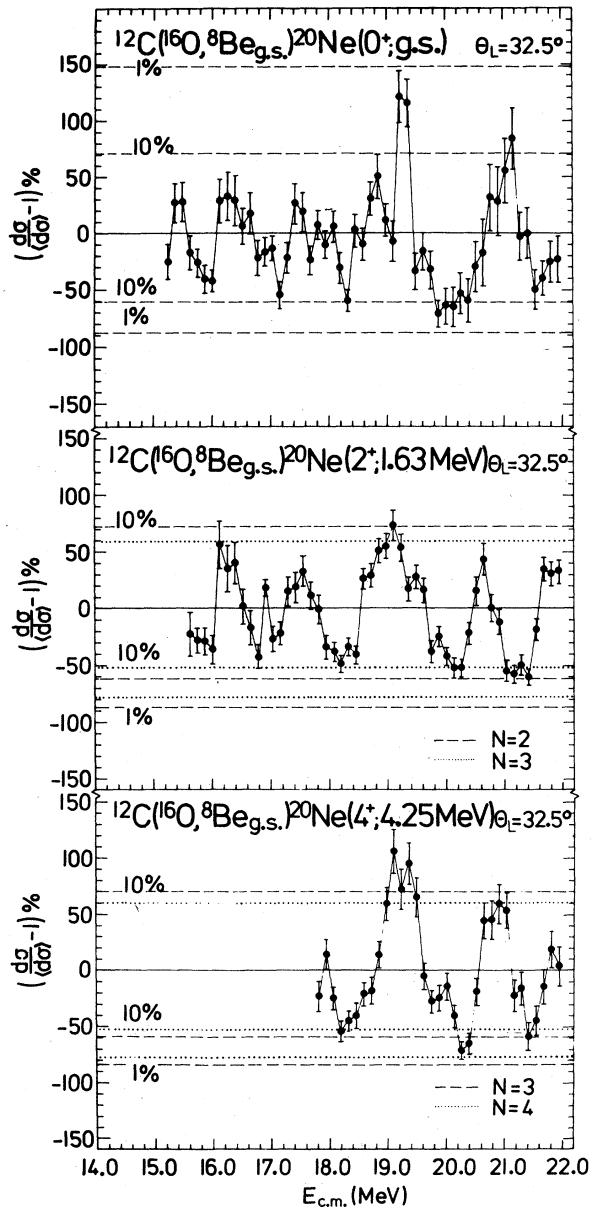 ¹²C(¹⁶O,⁸Be g.s.)²⁰Ne(0⁺;g.s.) θL=32.5°
150
1%
100
10%
50
0
(dσ/⟨dσ⟩ -1)%
-50
10%
1%
-100
-150
150
¹²C(¹⁶O,⁸Be g.s.)²⁰Ne(2⁺;1.63 MeV) θL=32.5°
100
10%
50
0
(dσ/⟨dσ⟩ -1)%
10%
-50
-100
1%
N=2
N=3
-150
150
¹²C(¹⁶O,⁸Be g.s.)²⁰Ne(4⁺;4.25MeV) θL=32.5°
100
10%
50
0
(dσ/⟨dσ⟩ -1)%
10%
-50
1%
-100
N=3
N=4
-150
14.0 16.0 17.0 18.0 19.0 20.0 21.0 22.0
Ec.m. (MeV)